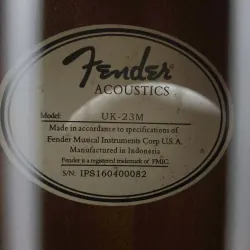 Fender
ACOUSTICS
Model: UK-23M
Made in accordance to specifications of
Fender Musical Instruments Corp U.S.A.
Manufactured in Indonesia
Fender is a registered trademark of FMIC.
S/N: IPS160400082